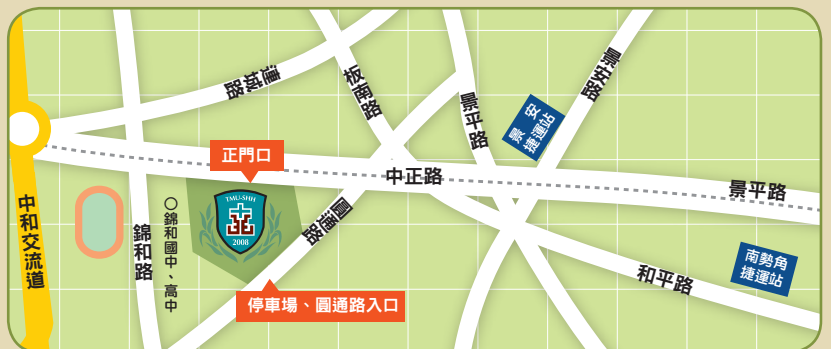 連城路
板南路
景平路
景安路
景安
捷運站
正門口
中正路
景平路
中和交流道
錦和路
〇錦和國中、高中
TMU-SHH
2008
圓通路
南勢角
捷運站
和平路
停車場、圓通路入口